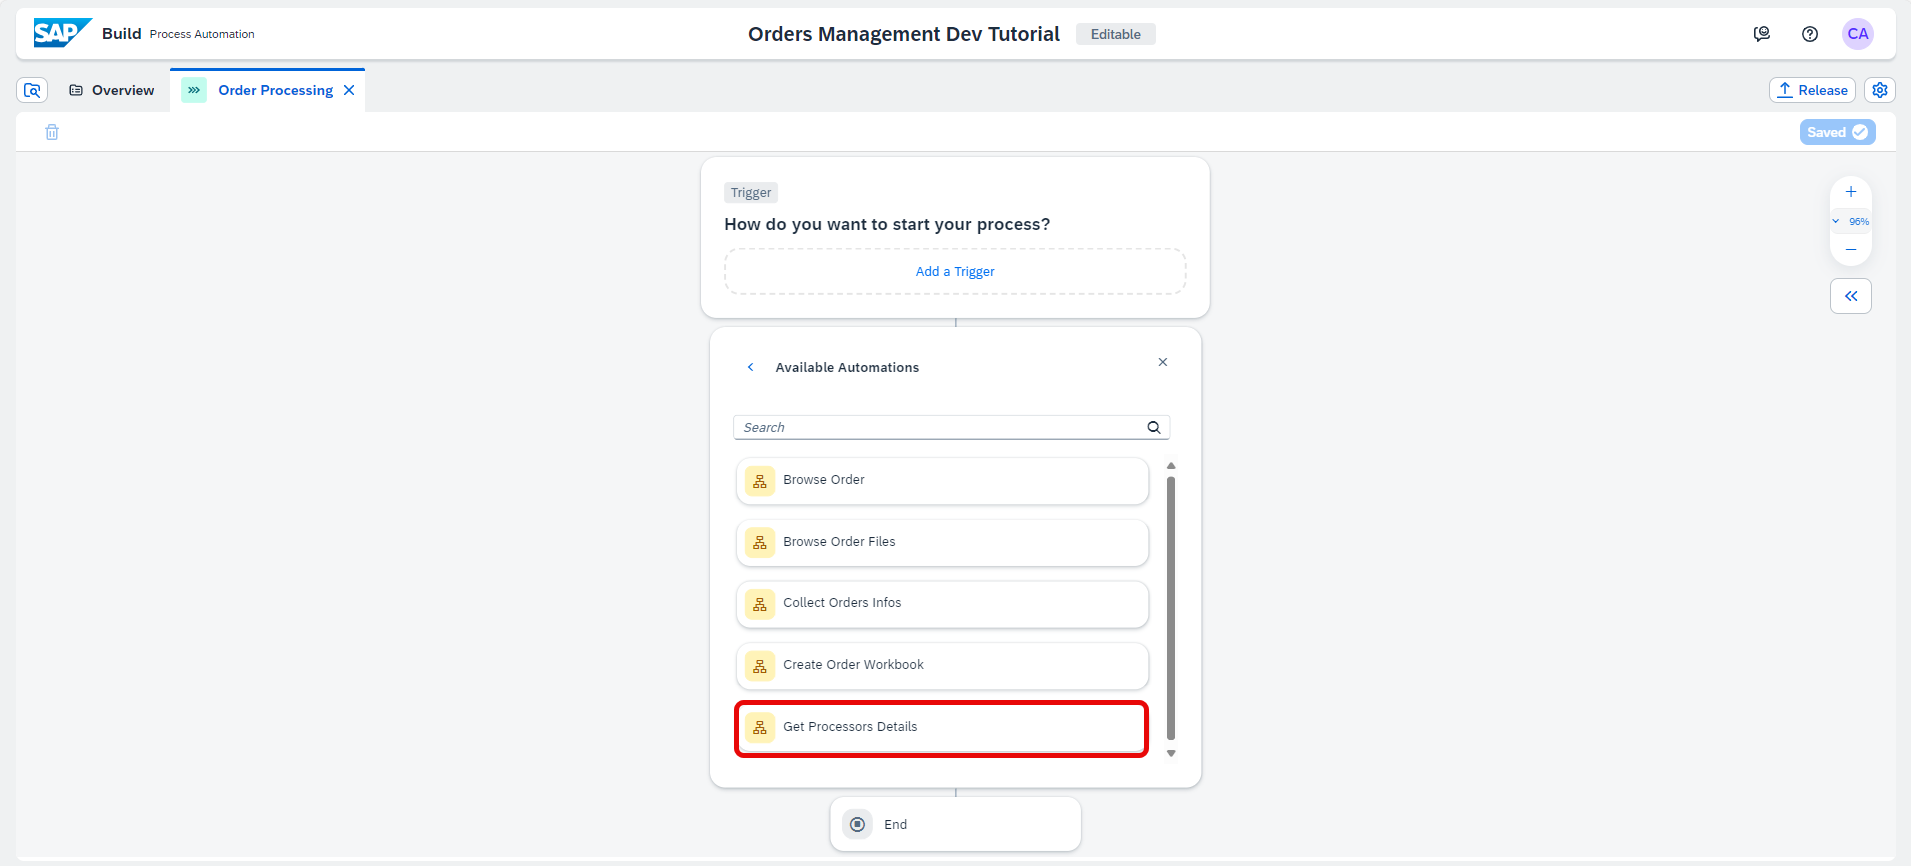 SAP Build Process Automation
Orders Management Dev Tutorial Editable
CA
Overview
Order Processing
Release
Saved
Trigger
How do you want to start your process?
Add a Trigger
96%
Available Automations
Search
Browse Order
Browse Order Files
Collect Orders Infos
Create Order Workbook
Get Processors Details
End